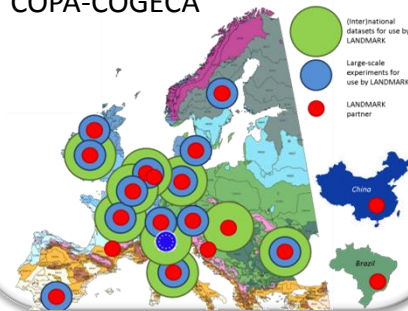 COPA-COGECA
(Inter)national
datasets for use by
LANDMARK
Large-scale
experiments for
use by LANDMARK
LANDMARK
partner
China
Brazil